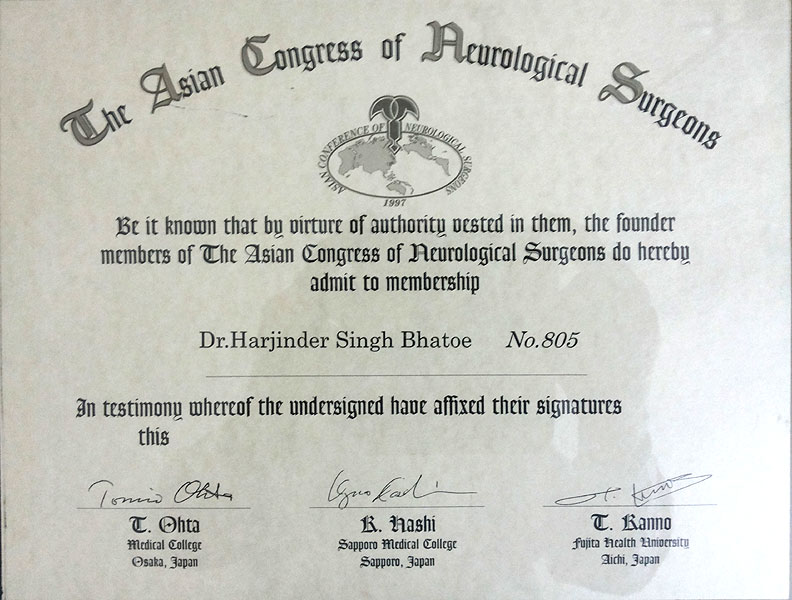 The Asian Congress of Neurological Surgeons
ASIAN CONFERENCE OF NEUROLOGICAL SURGEONS
1997
Be it known that by virture of authority vested in them, the founder
members of The Asian Congress of Neurological Surgeons do hereby
admit to membership
Dr.Harjinder Singh Bhatoe No.805
In testimony whereof the undersigned have affixed their signatures
this
Tomio Ohta
T. Ohta
Medical College
Osaka, Japan
K. Hashi
Sapporo Medical College
Sapporo, Japan
T. Kanno
Fujita Health University
Aichi, Japan